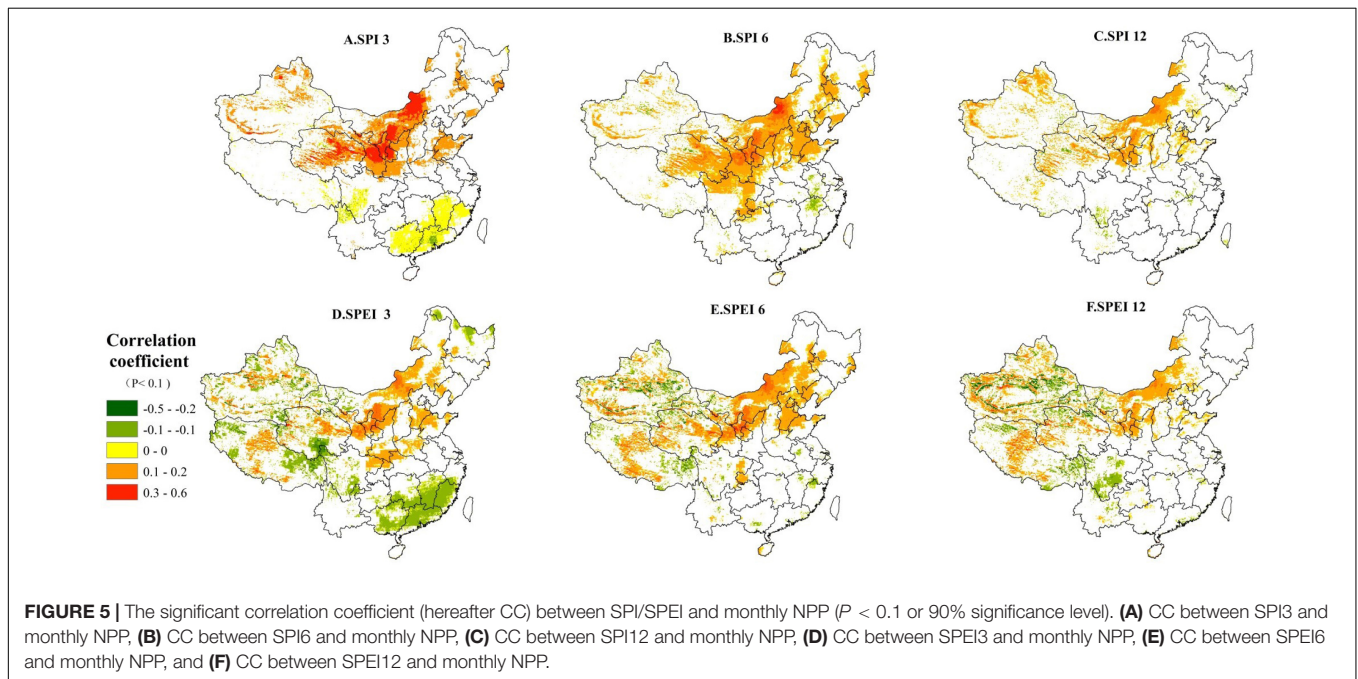 A.SPI 3
B.SPI 6
C.SPI 12
D.SPEI 3
E.SPEI 6
F.SPEI 12
Correlation
coefficient
(P< 0.1)
-0.5 - -0.2
-0.1 - -0.1
0 - 0
0.1 - 0.2
0.3 - 0.6
FIGURE 5 | The significant correlation coefficient (hereafter CC) between SPI/SPEI and monthly NPP (P < 0.1 or 90% significance level). (A) CC between SPI3 and
monthly NPP, (B) CC between SPI6 and monthly NPP, (C) CC between SPI12 and monthly NPP, (D) CC between SPEI3 and monthly NPP, (E) CC between SPEI6
and monthly NPP, and (F) CC between SPEI12 and monthly NPP.